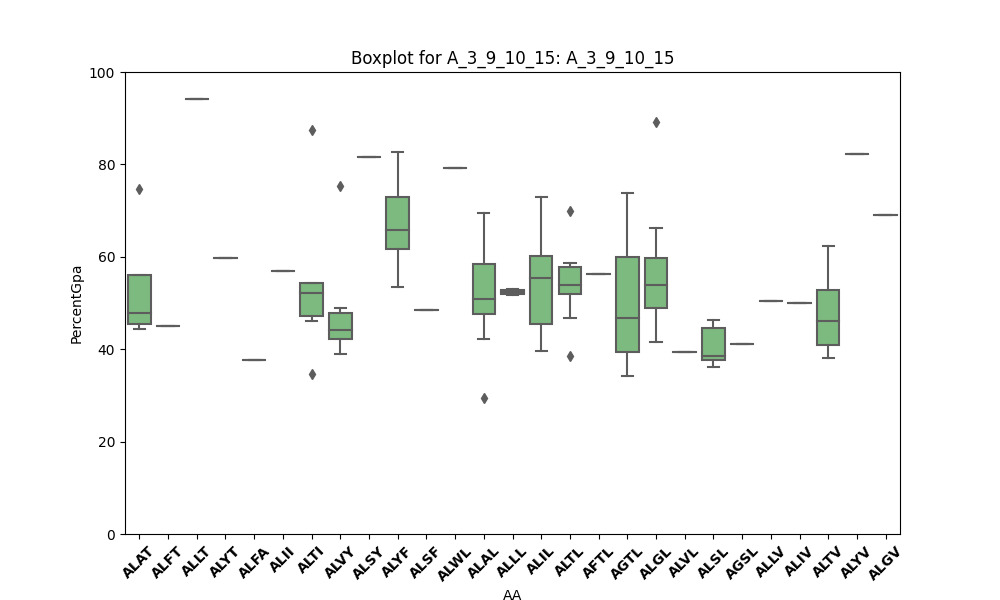 Boxplot for A_3_9_10_15: A_3_9_10_15
100
80
60
40
20
0
PercentGpa
ALAT
ALFT
ALLT
ALYT
ALFA
ALII
ALTI
ALVY
ALSY
ALYF
ALSF
ALWL
ALAL
ALLL
ALIL
ALTL
AFTL
AGTL
ALGL
ALVL
ALSL
AGSL
ALLV
ALIV
ALTV
ALYV
ALGV
AA